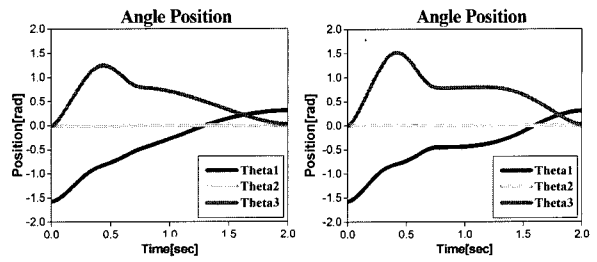 Angle Position
2.0
1.5
1.0
0.5
0.0
-0.5
-1.0
-1.5
-2.0
Position[rad]
0.0
0.5
1.0
1 5
2.0
Time[sec]
Theta1
Theta2
Theta3
Angle Position
2.0
1.5
1.0
0.5
0.0
-0.5
-1.0
-1.5
-2.0
Position[rad]
0.0
0.5
1.0
1.5
2.0
Time[sec]
Theta1
Theta2
Theta3